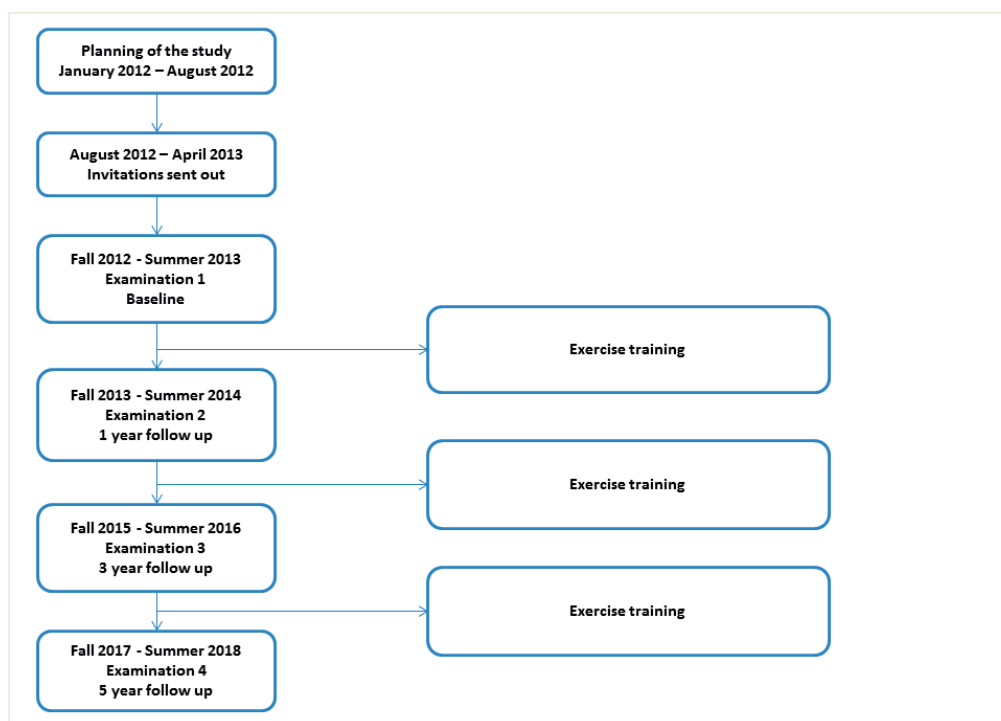 Planning of the study
January 2012 – August 2012
August 2012 – April 2013
Invitations sent out
Fall 2012 - Summer 2013
Examination 1
Baseline
Exercise training
Fall 2013 - Summer 2014
Examination 2
1 year follow up
Exercise training
Fall 2015 - Summer 2016
Examination 3
3 year follow up
Exercise training
Fall 2017 - Summer 2018
Examination 4
5 year follow up